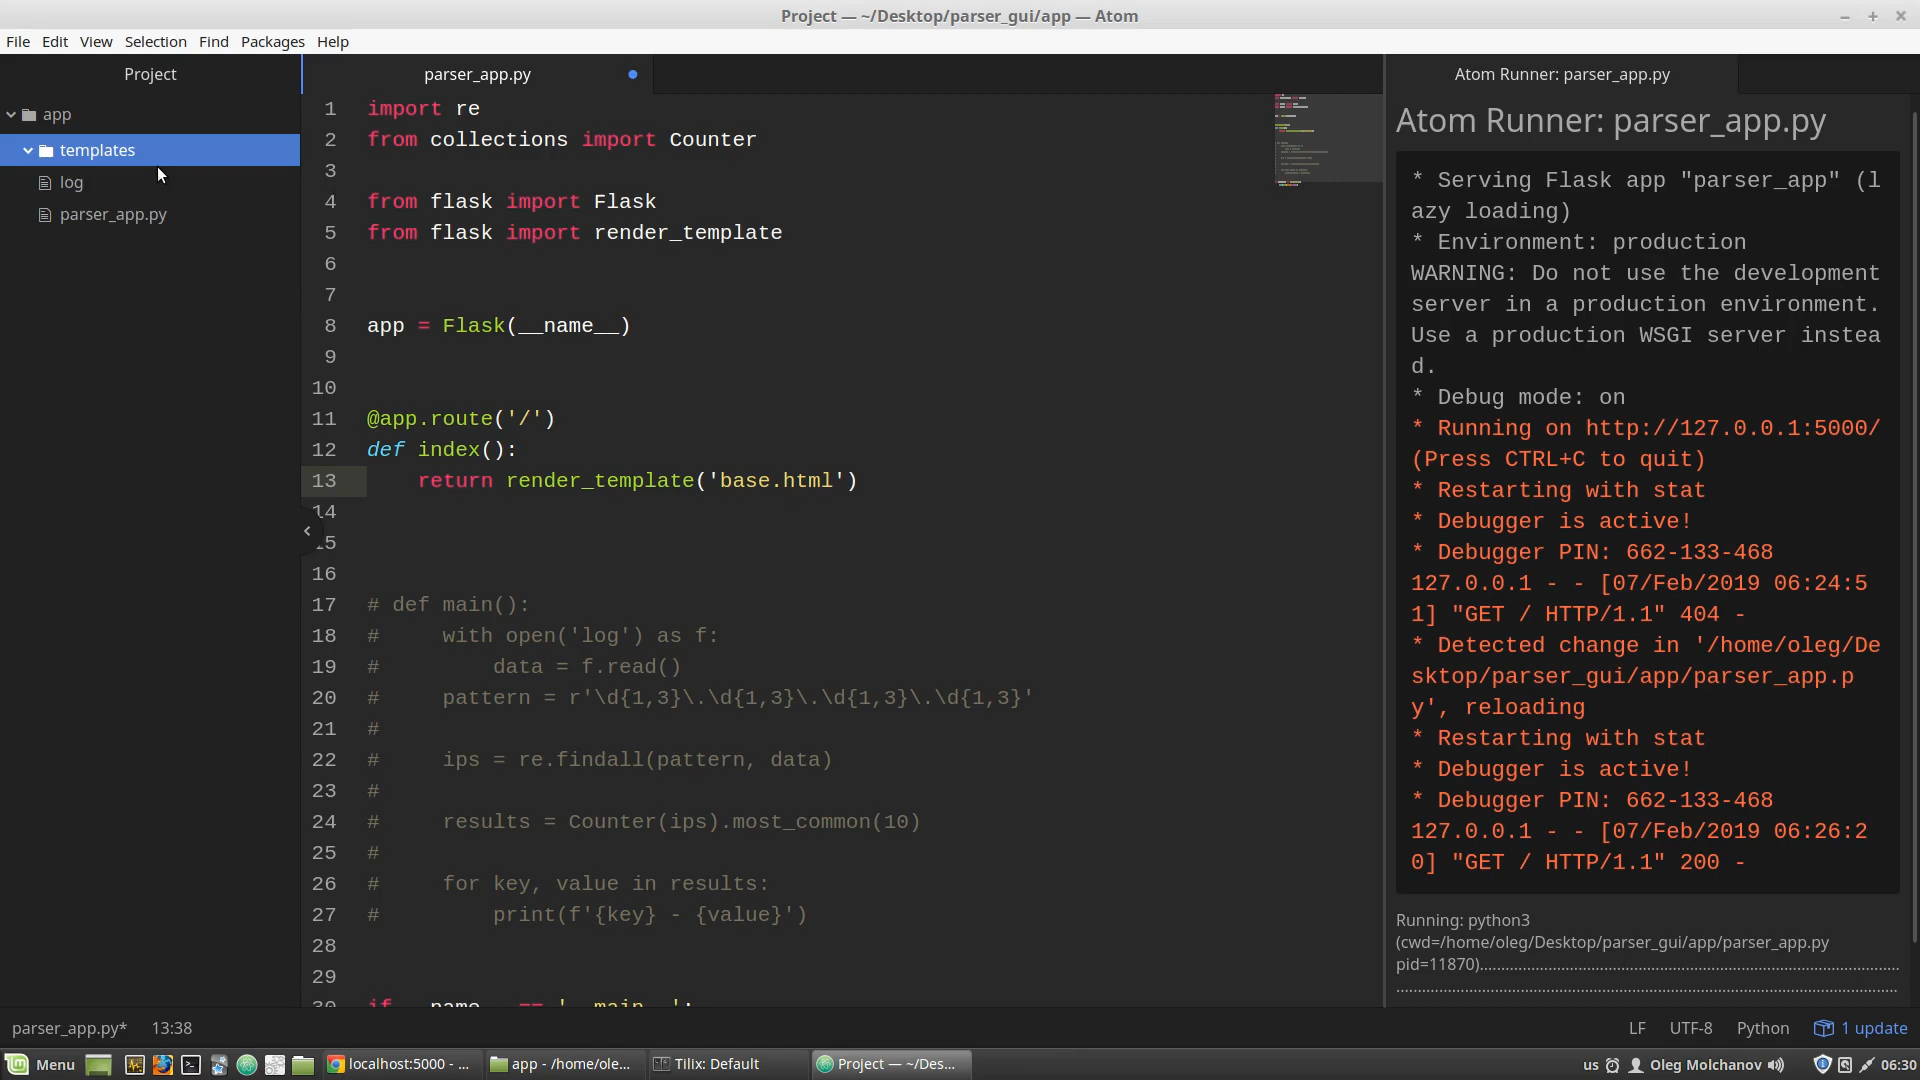 Project — ~/Desktop/parser_gui/app — Atom
File Edit View Selection Find Packages Help
Project
app
templates
log
parser_app.py
parser_app.py
1 import re
2 from collections import Counter
3
4 from flask import Flask
5 from flask import render_template
6
7
8 app = Flask(__name__)
9
10
11 @app.route('/')
12 def index():
13     return render_template('base.html')
14
15
16
17 # def main():
18 #     with open('log') as f:
19 #         data = f.read()
20 #     pattern = r'\d{1,3}\.\d{1,3}\.\d{1,3}\.\d{1,3}'
21 #
22 #     ips = re.findall(pattern, data)
23 #
24 #     results = Counter(ips).most_common(10)
25 #
26 #     for key, value in results:
27 #         print(f'{key} - {value}')
28
29
30 if __name__ == '__main__':
Atom Runner: parser_app.py
Atom Runner: parser_app.py
* Serving Flask app "parser_app" (l
azy loading)
* Environment: production
WARNING: Do not use the development
server in a production environment.
Use a production WSGI server instea
d.
* Debug mode: on
* Running on http://127.0.0.1:5000/
(Press CTRL+C to quit)
* Restarting with stat
* Debugger is active!
* Debugger PIN: 662-133-468
127.0.0.1 - - [07/Feb/2019 06:24:5
1] "GET / HTTP/1.1" 404 -
* Detected change in '/home/oleg/De
sktop/parser_gui/app/parser_app.p
y', reloading
* Restarting with stat
* Debugger is active!
* Debugger PIN: 662-133-468
127.0.0.1 - - [07/Feb/2019 06:26:2
0] "GET / HTTP/1.1" 200 -
Running: python3
(cwd=/home/oleg/Desktop/parser_gui/app/parser_app.py
pid=11870)...
parser_app.py* 13:38
LF UTF-8 Python 1 update
Menu localhost:5000 - ... app - /home/ole... Tilix: Default Project — ~/Des... us Oleg Molchanov 06:30